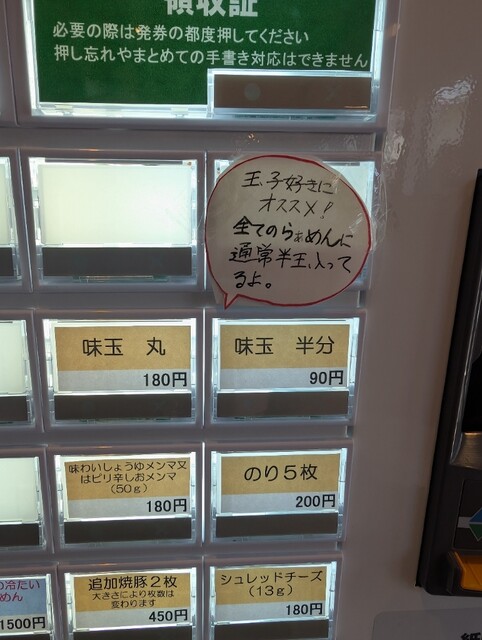 領収証
必要の際は発券の都度押してください
押し忘れやまとめての手書き対応はできません
玉子好きに
オススメ!
全てのらぁめんに
通常半玉入って
るよ。
味玉 丸
180円
味玉 半分
90円
味わいしょうゆメンマ又
はピリ辛しおメンマ
(50g)
180円
のり5枚
200円
の冷たい
めん
1500円
追加焼豚2枚
大きさにより枚数は
変わります
450円
シュレッドチーズ
(13g)
180円